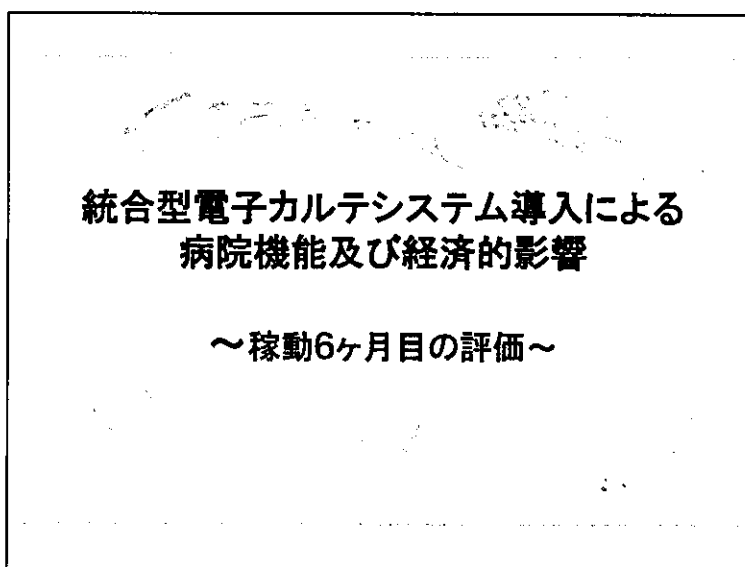 統合型電子カルテシステム導入による
病院機能及び経済的影響
～稼動6ヶ月目の評価～